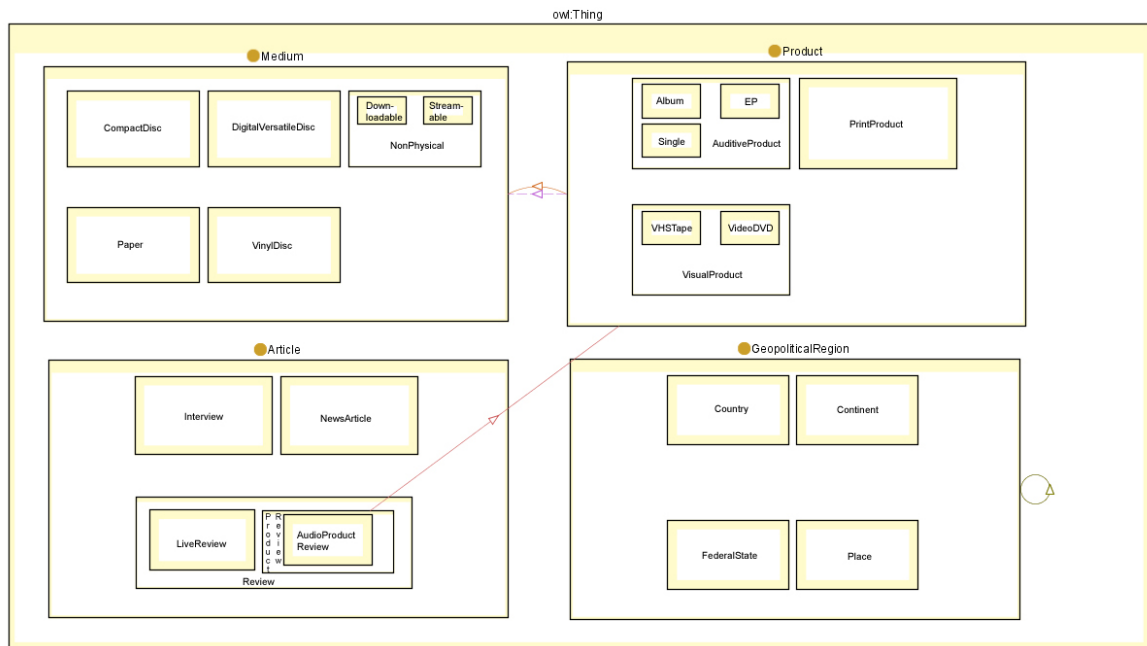 owl:Thing
Medium
Product
CompactDisc
DigitalVersatileDisc
Down-
loadable
Stream-
able
NonPhysical
Album
EP
Single
AuditiveProduct
PrintProduct
Paper
VinylDisc
VHSTape
VideoDVD
VisualProduct
Article
GeopoliticalRegion
Interview
NewsArticle
Country
Continent
LiveReview
Product
Review
AudioProduct
Review
Review
FederalState
Place